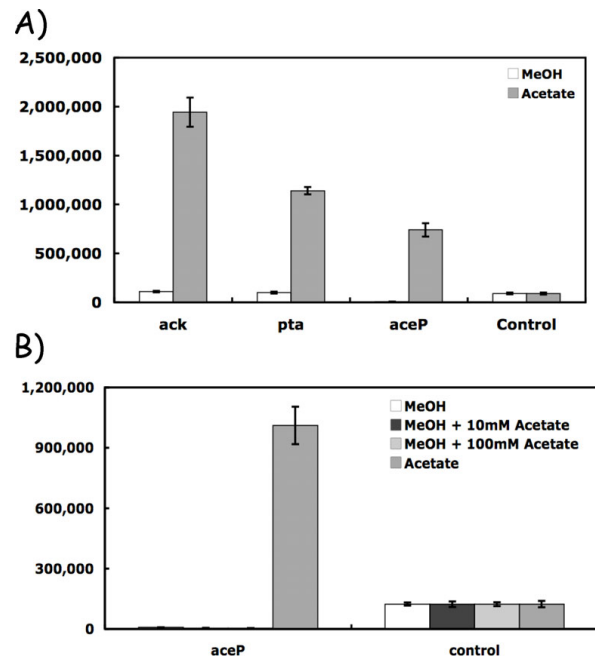 A)
2,500,000
MeOH
Acetate
2,000,000
1,500,000
1,000,000
500,000
0
ack pta aceP Control
B)
1,200,000
MeOH
MeOH + 10mM Acetate
MeOH + 100mM Acetate
Acetate
900,000
600,000
300,000
0
aceP control